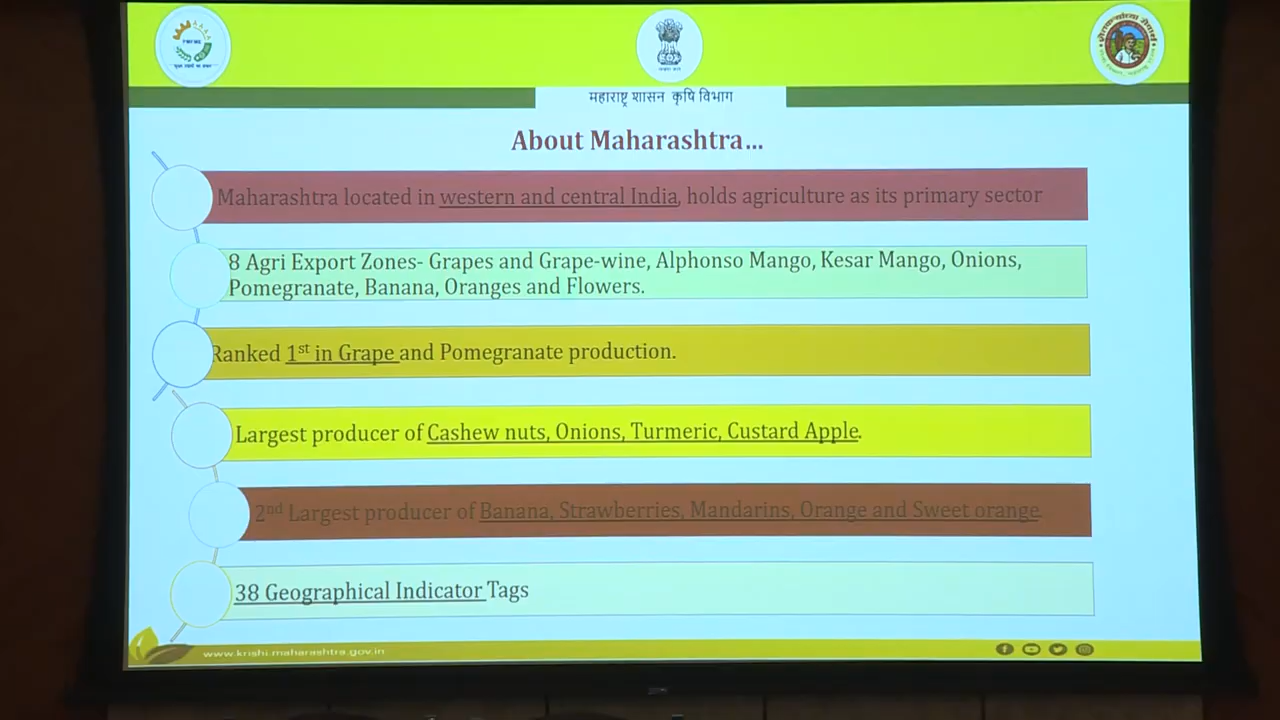 PMFME
महाराष्ट्र शासन कृषि विभाग
About Maharashtra...
Maharashtra located in western and central India, holds agriculture as its primary sector
8 Agri Export Zones- Grapes and Grape-wine, Alphonso Mango, Kesar Mango, Onions,
Pomegranate, Banana, Oranges and Flowers.
Ranked 1st in Grape and Pomegranate production.
Largest producer of Cashew nuts, Onions, Turmeric, Custard Apple.
2nd Largest producer of Banana, Strawberries, Mandarins, Orange and Sweet orange.
38 Geographical Indicator Tags
www.krishi.maharashtra.gov.in